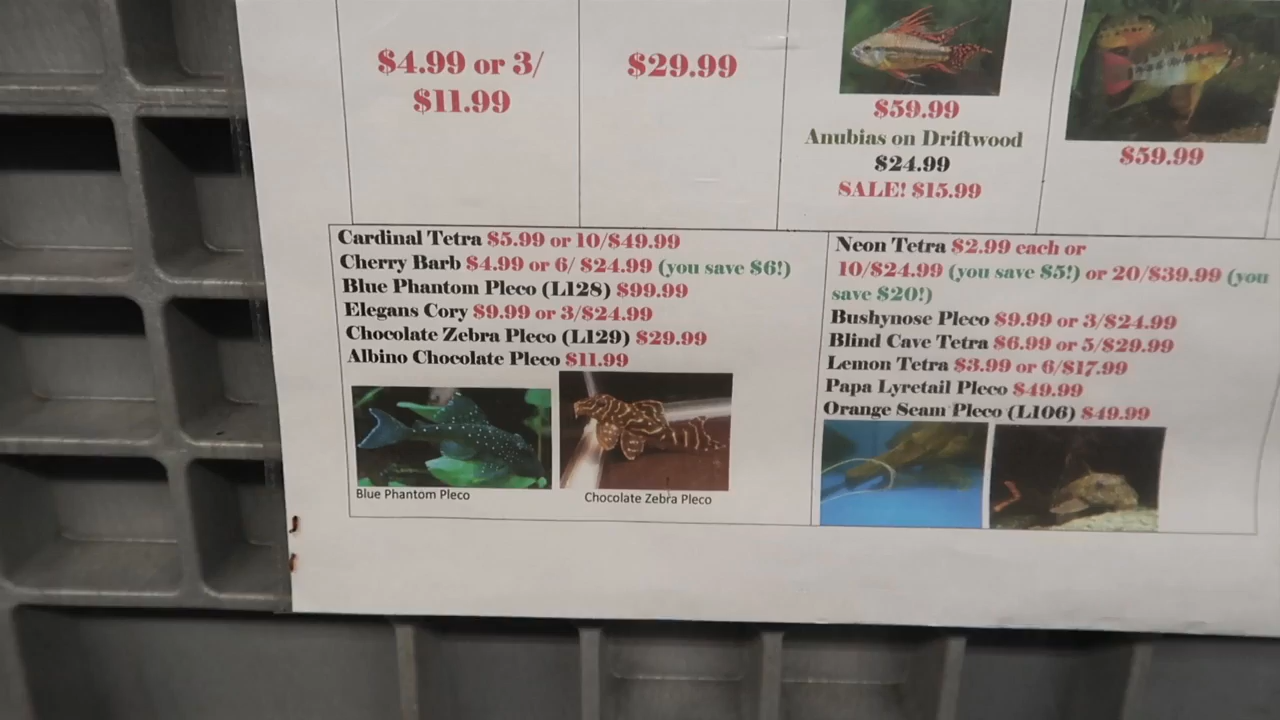 $4.99 or 3/
$11.99
$29.99
$59.99
Anubias on Driftwood
$24.99
SALE! $15.99
$59.99
Cardinal Tetra $5.99 or 10/$49.99
Cherry Barb $4.99 or 6/ $24.99 (you save $6!)
Blue Phantom Pleco (L128) $99.99
Elegans Cory $9.99 or 3/$24.99
Chocolate Zebra Pleco (L129) $29.99
Albino Chocolate Pleco $11.99
Blue Phantom Pleco
Chocolate Zebra Pleco
Neon Tetra $2.99 each or
10/$24.99 (you save $5!) or 20/$39.99 (you
save $20!)
Bushynose Pleco $9.99 or 3/$24.99
Blind Cave Tetra $6.99 or 5/$29.99
Lemon Tetra $3.99 or 6/$17.99
Papa Lyretail Pleco $49.99
Orange Seam Pleco (L106) $49.99